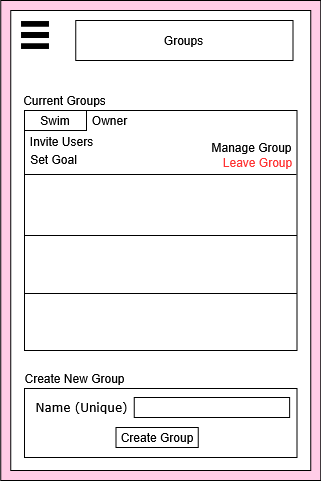 Groups
Current Groups
Swim Owner
Invite Users
Manage Group
Set Goal
Leave Group
Create New Group
Name (Unique)
Create Group